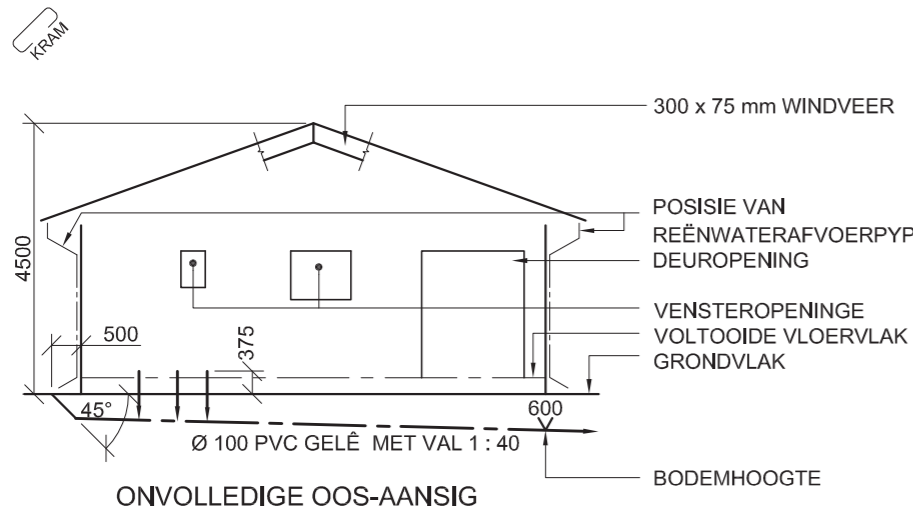 KRAM
300 x 75 mm WINDVEER
4500
POSISIE VAN
REËNWATERAFVOERPYP
DEUROPENING
VENSTEROPENINGE
500
375
VOLTOOIDE VLOERVLAK
GRONDVLAK
45°
600
Ø 100 PVC GELÊ MET VAL 1 : 40
BODEMHOOGTE
ONVOLLEDIGE OOS-AANSIG